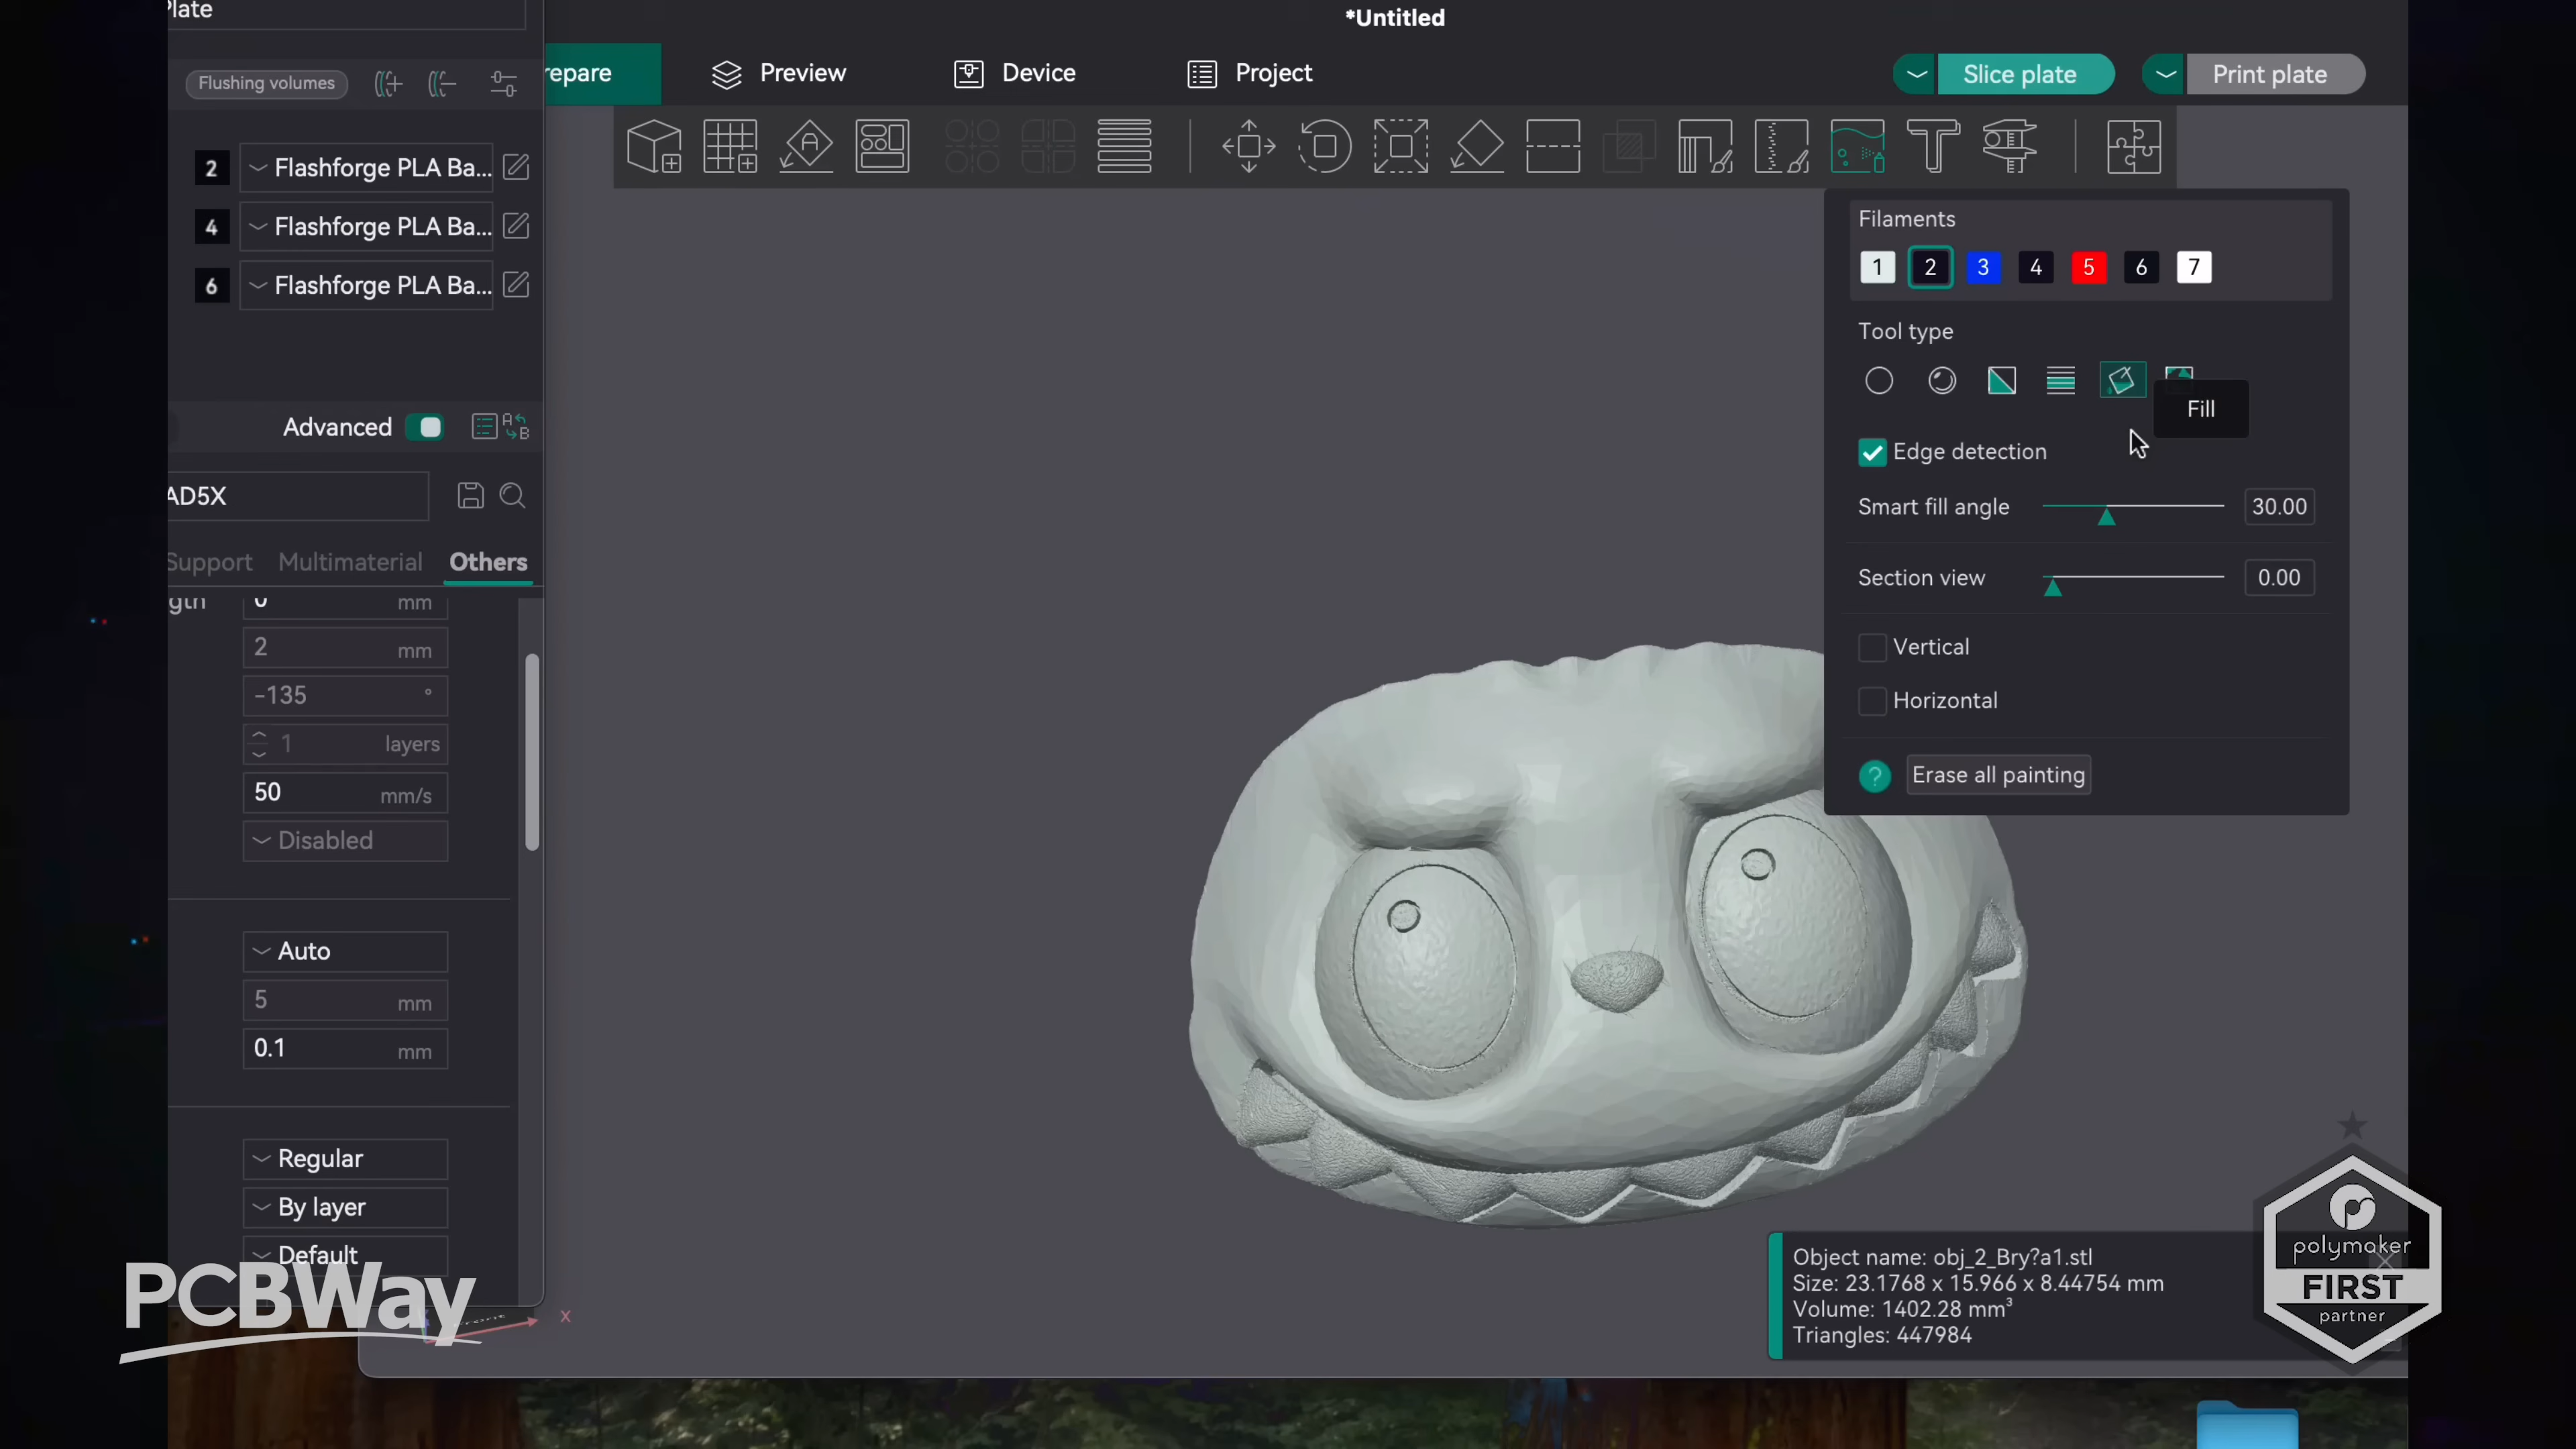 *Untitled
Plate
repare
Preview
Device
Project
Slice plate
Print plate
Flushing volumes
2
Flashforge PLA Ba...
4
Flashforge PLA Ba...
6
Flashforge PLA Ba...
Advanced
AD5X
Support
Multimaterial
Others
gth
0
mm
2
mm
-135
°
1
layers
50
mm/s
Disabled
Auto
5
mm
0.1
mm
Regular
By layer
Default
Filaments
1 2 3 4 5 6 7
Tool type
Fill
Edge detection
Smart fill angle
30.00
Section view
0.00
Vertical
Horizontal
?
Erase all painting
Object name: obj_2_Bry?a1.stl
Size: 23.1768 x 15.966 x 8.44754 mm
Volume: 1402.28 mm³
Triangles: 447984
PCBWay
x
polymaker
FIRST
partner